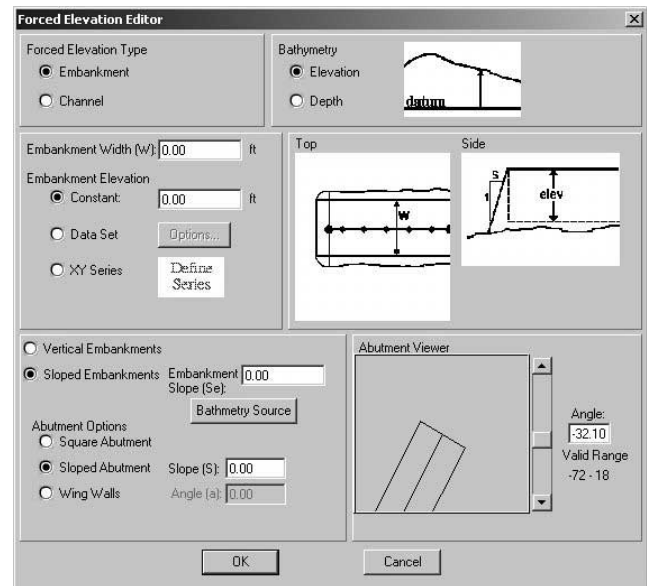 Forced Elevation Editor
Forced Elevation Type
Embankment
Channel
Bathymetry
Elevation
Depth
datum
Embankment Width (W): 0.00 ft
Embankment Elevation
Constant: 0.00 ft
Data Set Options...
XY Series Define Series
Top
W
Side
S
1
elev
Vertical Embankments
Sloped Embankments Embankment Slope (Se): 0.00
Bathmetry Source
Abutment Options
Square Abutment
Sloped Abutment Slope (S): 0.00
Wing Walls Angle (a): 0.00
Abutment Viewer
Angle:
-32.10
Valid Range
-72 - 18
OK
Cancel